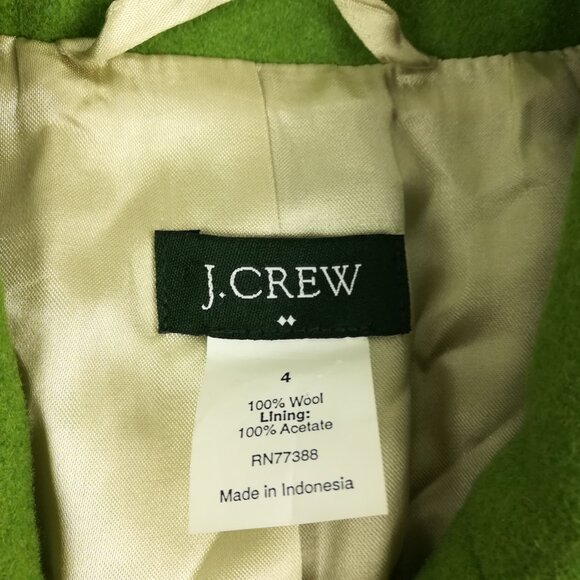 J.CREW
4
100% Wool
Lining:
100% Acetate
RN77388
Made in Indonesia